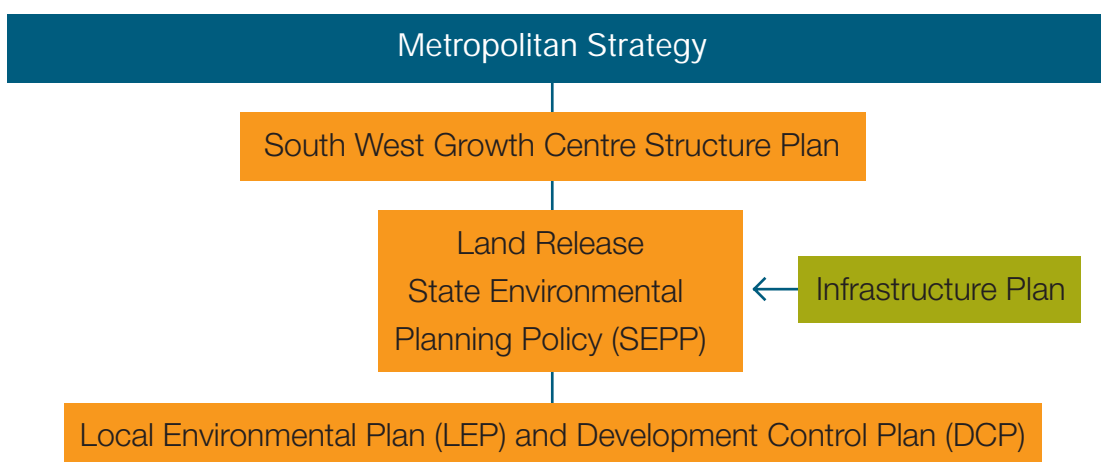 Metropolitan Strategy
South West Growth Centre Structure Plan
Land Release
State Environmental
Planning Policy (SEPP)
Infrastructure Plan
Local Environmental Plan (LEP) and Development Control Plan (DCP)